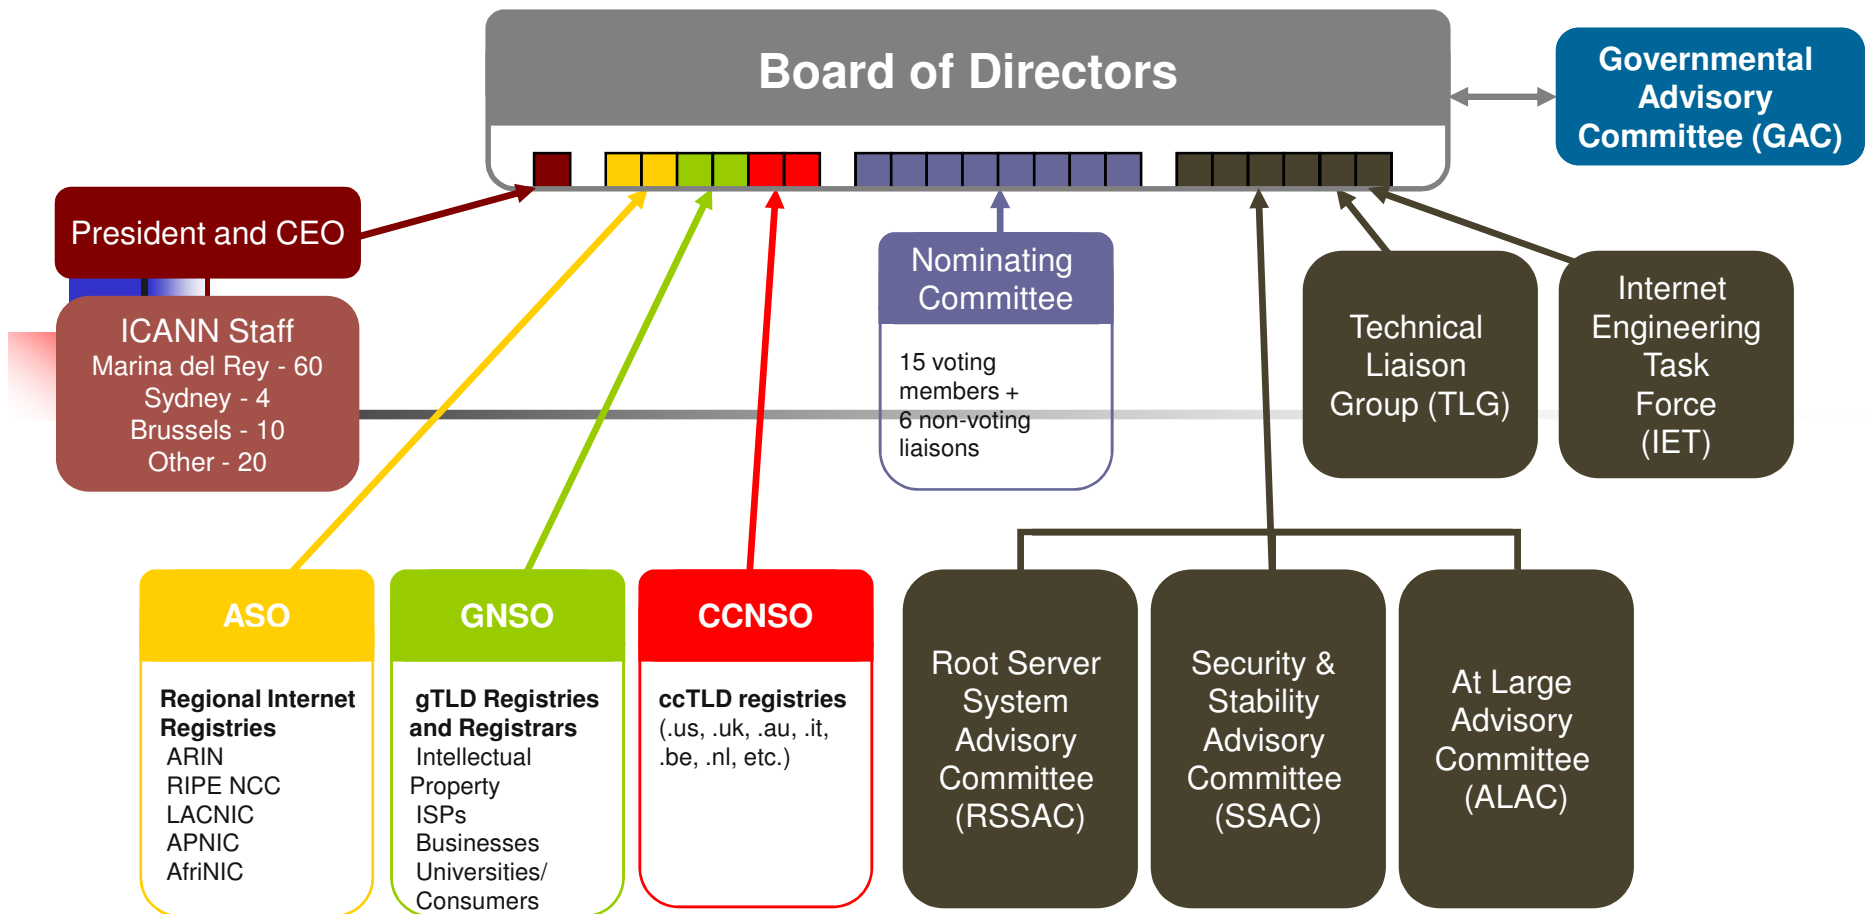 Board of Directors
Governmental
Advisory
Committee (GAC)
President and CEO
ICANN Staff
Marina del Rey - 60
Sydney - 4
Brussels - 10
Other - 20
Nominating
Committee
15 voting
members +
6 non-voting
liaisons
Technical
Liaison
Group (TLG)
Internet
Engineering
Task
Force
(IET)
ASO
Regional Internet
Registries
ARIN
RIPE NCC
LACNIC
APNIC
AfriNIC
GNSO
gTLD Registries
and Registrars
Intellectual
Property
ISPs
Businesses
Universities/
Consumers
CCNSO
ccTLD registries
(.us, .uk, .au, .it,
.be, .nl, etc.)
Root Server
System
Advisory
Committee
(RSSAC)
Security &
Stability
Advisory
Committee
(SSAC)
At Large
Advisory
Committee
(ALAC)